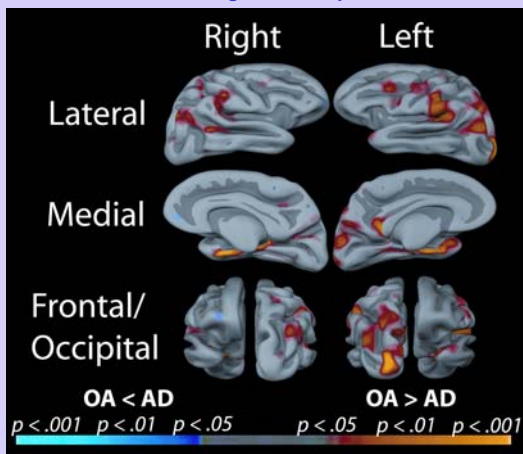 Right Left
Lateral
Medial
Frontal/
Occipital
OA < AD OA > AD
p < .001 p < .01 p < .05 p < .05 p < .01 p < .001